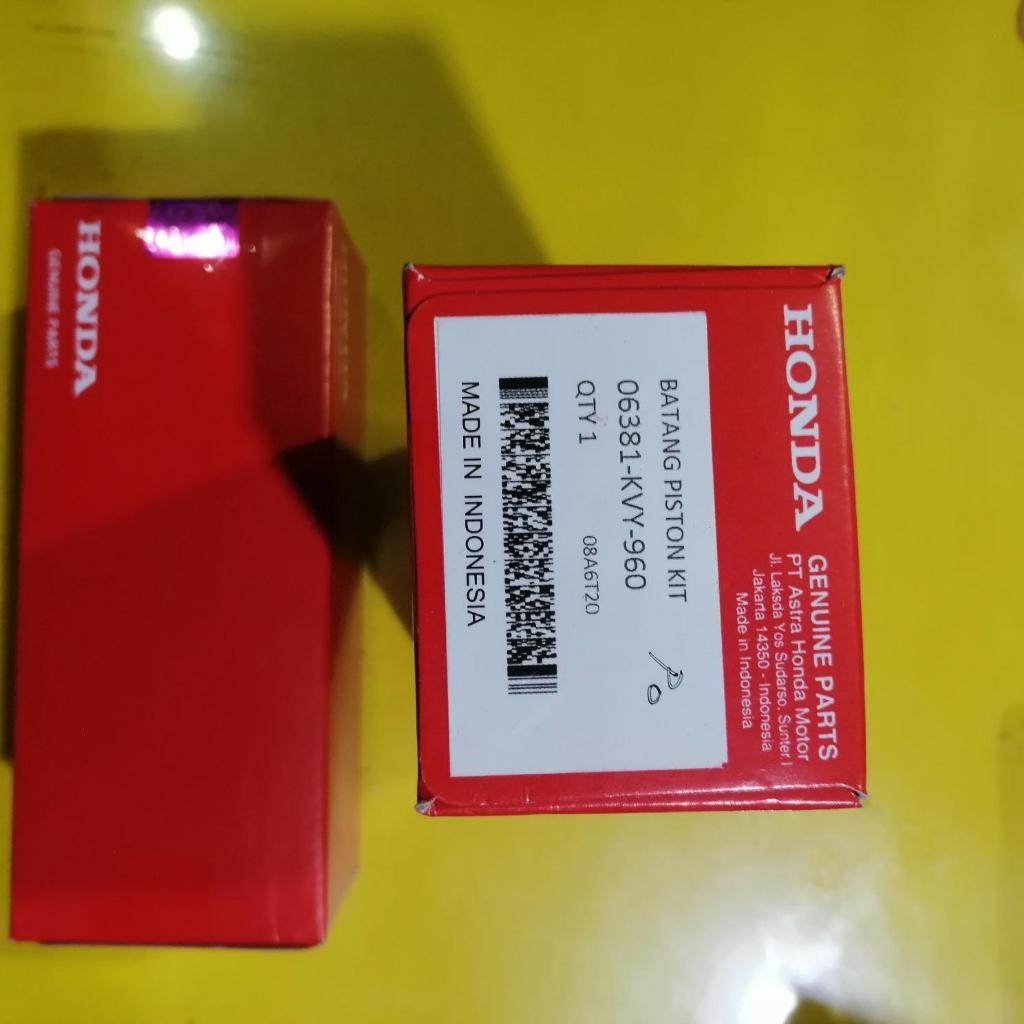 HONDA
GENUINE PARTS
HONDA
GENUINE PARTS
PT Astra Honda Motor
Jl. Laksda Yos Sudarso, Sunter I
Jakarta 14350 - Indonesia
Made in Indonesia
BATANG PISTON KIT
06381-KVY-960
QTY 1
08A6T20
MADE IN INDONESIA